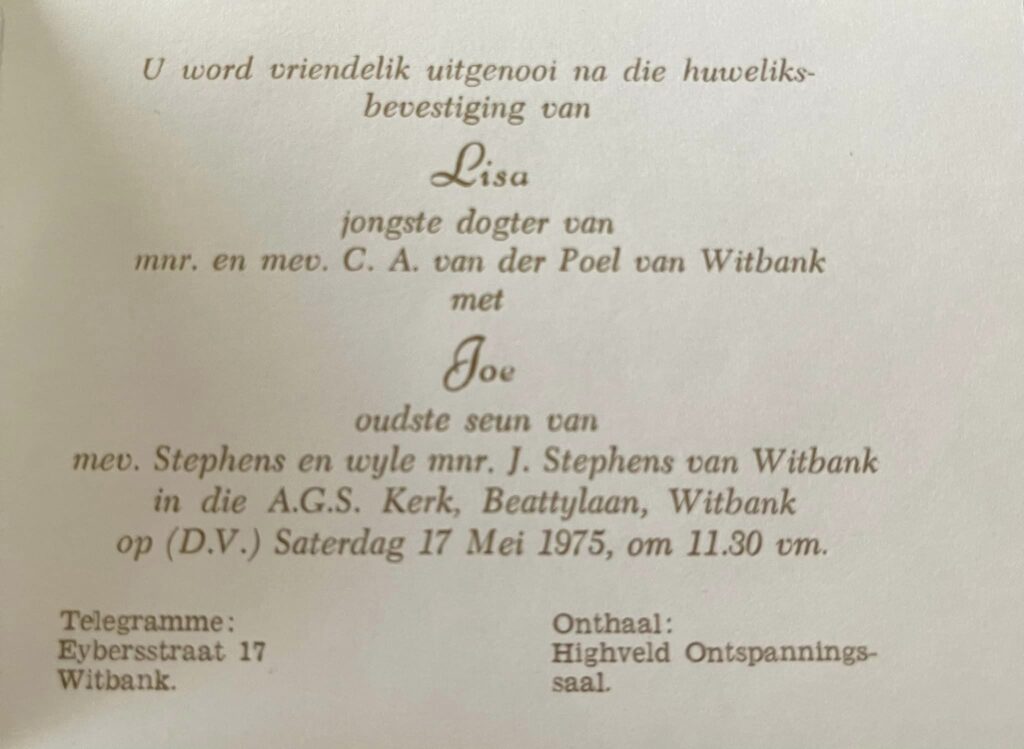 U word vriendelik uitgenooi na die huweliks-
bevestiging van
Lisa
jongste dogter van
mnr. en mev. C. A. van der Poel van Witbank
met
Joe
oudste seun van
mev. Stephens en wyle mnr. J. Stephens van Witbank
in die A.G.S. Kerk, Beattylaan, Witbank
op (D.V.) Saterdag 17 Mei 1975, om 11.30 vm.
Telegramme:
Eybersstraat 17
Witbank.
Onthaal:
Highveld Ontspannings-
saal.